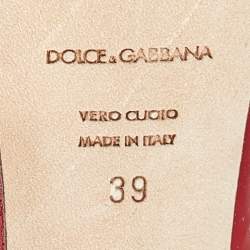 DOLCE & GABBANA
VERO CUOIO
MADE IN ITALY
39